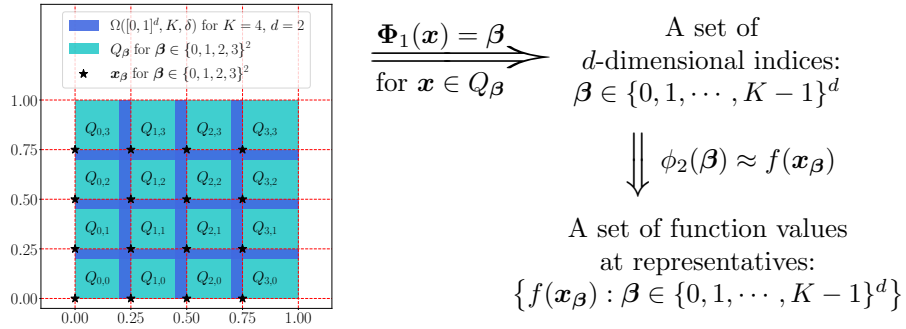 Ω([0, 1]^d, K, δ) for K = 4, d = 2
Q_β for β ∈ {0, 1, 2, 3}²
x_β for β ∈ {0, 1, 2, 3}²
1.00
Q_{0,3} Q_{1,3} Q_{2,3} Q_{3,3}
0.75
Q_{0,2} Q_{1,2} Q_{2,2} Q_{3,2}
0.50
Q_{0,1} Q_{1,1} Q_{2,1} Q_{3,1}
0.25
Q_{0,0} Q_{1,0} Q_{2,0} Q_{3,0}
0.00
0.00 0.25 0.50 0.75 1.00
Φ₁(x) = β
for x ∈ Q_β
A set of
d-dimensional indices:
β ∈ {0, 1, ⋯ , K − 1}^d
ϕ₂(β) ≈ f(x_β)
A set of function values
at representatives:
{f(x_β) : β ∈ {0, 1, ⋯ , K − 1}^d}